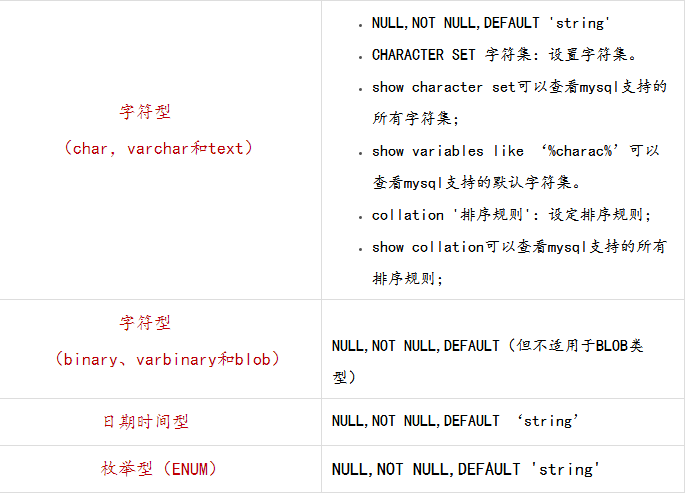 字符型
（char，varchar和text）
NULL,NOT NULL,DEFAULT 'string'
CHARACTER SET 字符集：设置字符集。
show character set可以查看mysql支持的
所有字符集；
show variables like ‘%charac%’可以
查看mysql支持的默认字符集。
collation '排序规则'：设定排序规则；
show collation可以查看mysql支持的所有
排序规则；
字符型
（binary、varbinary和blob）
NULL,NOT NULL,DEFAULT（但不适用于BLOB类
型）
日期时间型
NULL,NOT NULL,DEFAULT ‘string’
枚举型（ENUM）
NULL,NOT NULL,DEFAULT 'string'